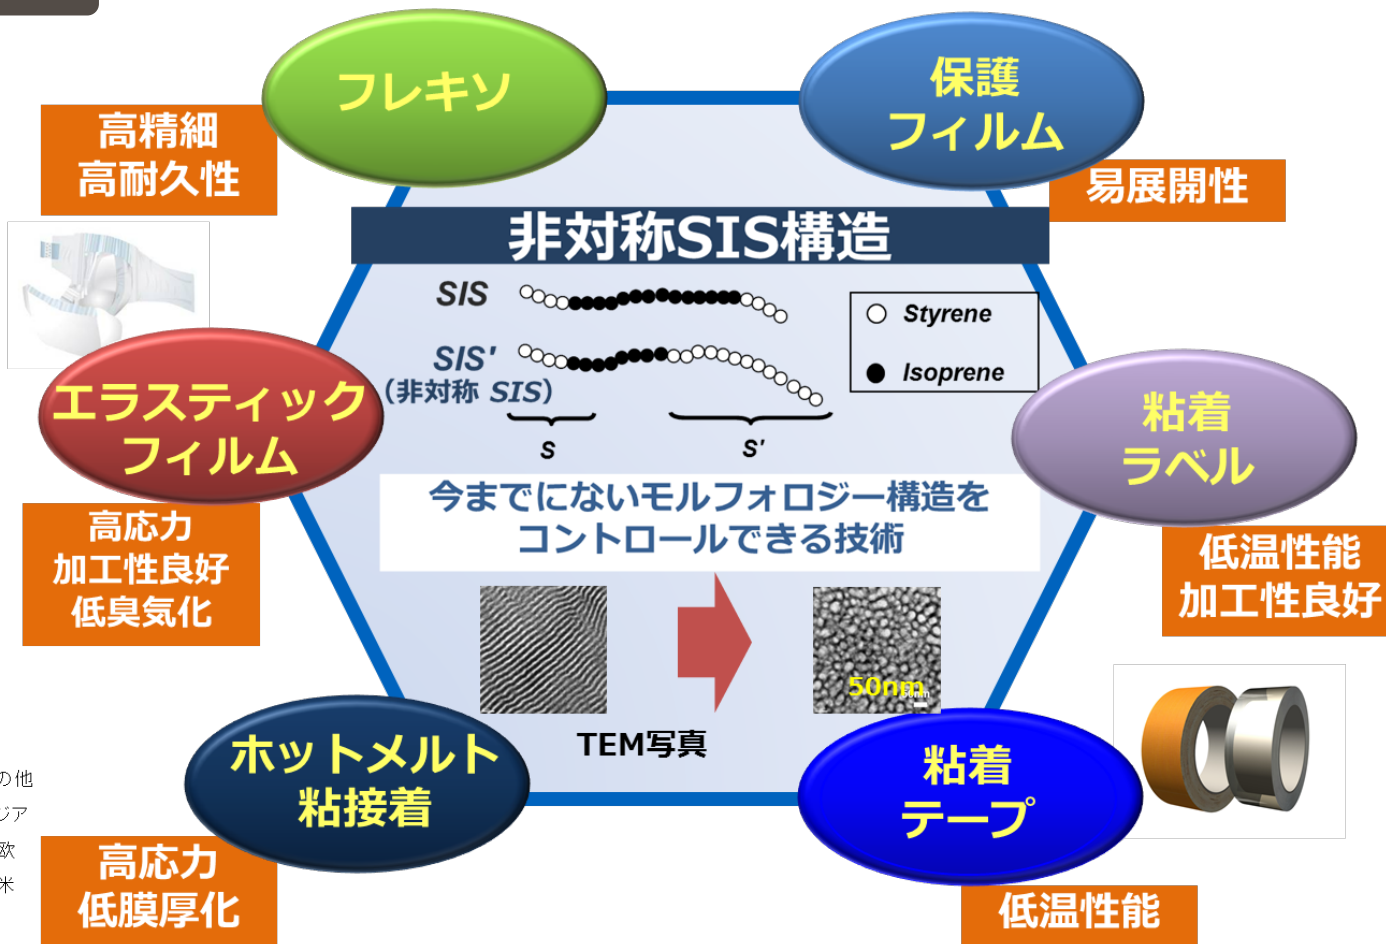 フレキソ
保護
フィルム
高精細
高耐久性
易展開性
非対称SIS構造
SIS
Styrene
SIS'
(非対称 SIS)
Isoprene
S
S'
エラスティック
フィルム
粘着
ラベル
今までにないモルフォロジー構造を
コントロールできる技術
高応力
加工性良好
低臭気化
低温性能
加工性良好
50nm
50nm
TEM写真
ホットメルト
粘接着
粘着
テープ
の他
ジア
欧
米
高応力
低膜厚化
低温性能